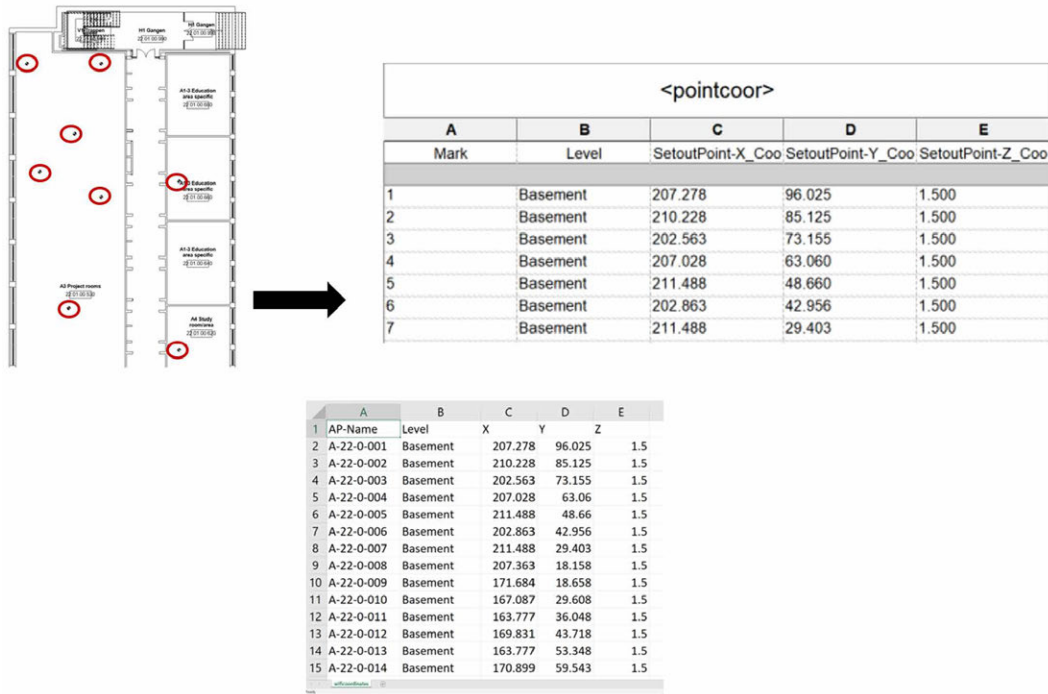 H1 Gangen
H1 Gangen
22 01 00
A1-3 Education
area specific
A1-3 Education
area specific
A2 Project rooms
A4 Study
room/area
<pointcoor>
A B C D E
Mark Level SetoutPoint-X_Coo SetoutPoint-Y_Coo SetoutPoint-Z_Coo
1 Basement 207.278 96.025 1.500
2 Basement 210.228 85.125 1.500
3 Basement 202.563 73.155 1.500
4 Basement 207.028 63.060 1.500
5 Basement 211.488 48.660 1.500
6 Basement 202.863 42.956 1.500
7 Basement 211.488 29.403 1.500
A B C D E
1 AP-Name Level X Y Z
2 A-22-0-001 Basement 207.278 96.025 1.5
3 A-22-0-002 Basement 210.228 85.125 1.5
4 A-22-0-003 Basement 202.563 73.155 1.5
5 A-22-0-004 Basement 207.028 63.06 1.5
6 A-22-0-005 Basement 211.488 48.66 1.5
7 A-22-0-006 Basement 202.863 42.956 1.5
8 A-22-0-007 Basement 211.488 29.403 1.5
9 A-22-0-008 Basement 207.363 18.158 1.5
10 A-22-0-009 Basement 171.684 18.658 1.5
11 A-22-0-010 Basement 167.087 29.608 1.5
12 A-22-0-011 Basement 163.777 36.048 1.5
13 A-22-0-012 Basement 169.831 43.718 1.5
14 A-22-0-013 Basement 163.777 53.348 1.5
15 A-22-0-014 Basement 170.899 59.543 1.5